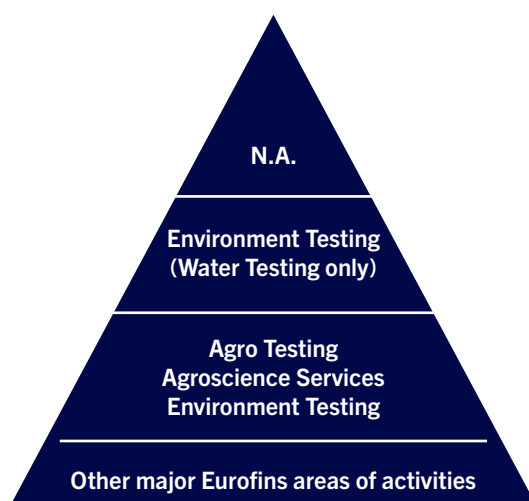 N.A.
Environment Testing
(Water Testing only)
Agro Testing
Agroscience Services
Environment Testing
Other major Eurofins areas of activities